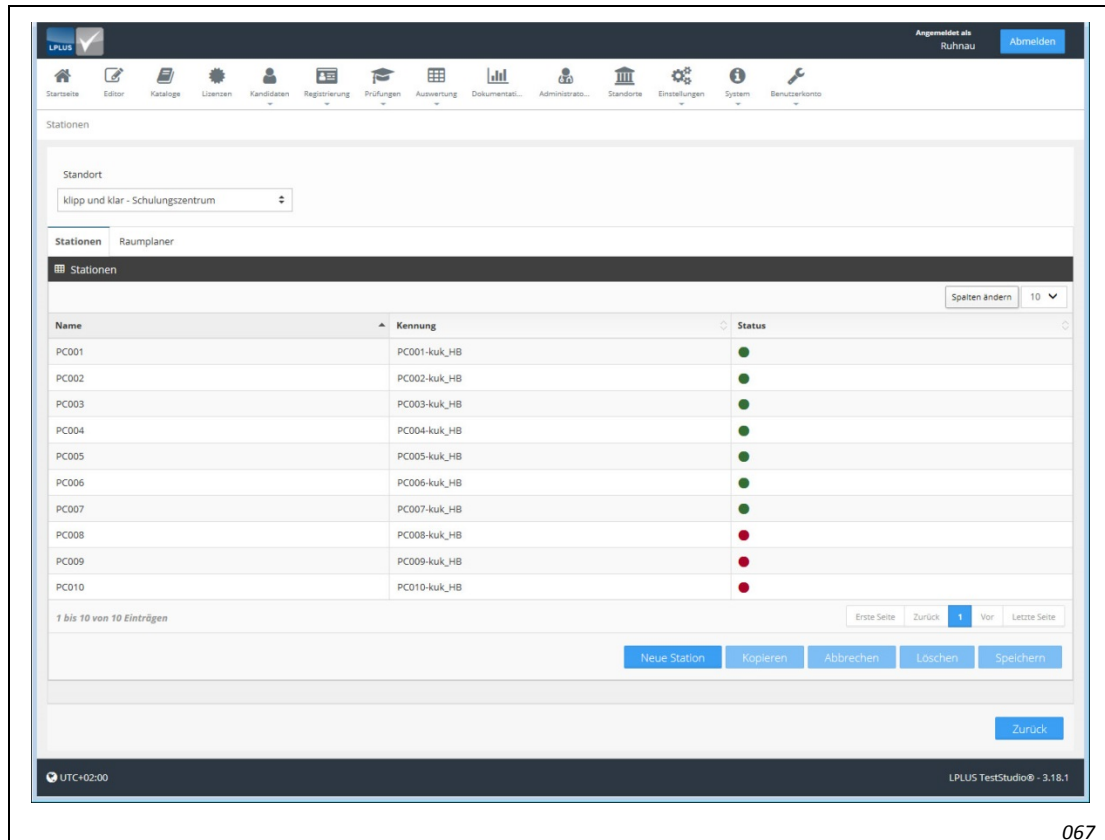 LPLUS
Angemeldet als
Ruhnau
Abmelden
Startseite Editor Kataloge Lizenzen Kandidaten Registrierung Prüfungen Auswertung Dokumentati... Administrato... Standorte Einstellungen System Benutzerkonto
Stationen
Standort
klipp und klar - Schulungszentrum
Stationen Raumplaner
Stationen
Spalten ändern 10
Name Kennung Status
PC001 PC001-kuk_HB
PC002 PC002-kuk_HB
PC003 PC003-kuk_HB
PC004 PC004-kuk_HB
PC005 PC005-kuk_HB
PC006 PC006-kuk_HB
PC007 PC007-kuk_HB
PC008 PC008-kuk_HB
PC009 PC009-kuk_HB
PC010 PC010-kuk_HB
1 bis 10 von 10 Einträgen Erste Seite Zurück 1 Vor Letzte Seite
Neue Station Kopieren Abbrechen Löschen Speichern
Zurück
UTC+02:00 LPLUS TestStudio® - 3.18.1
067